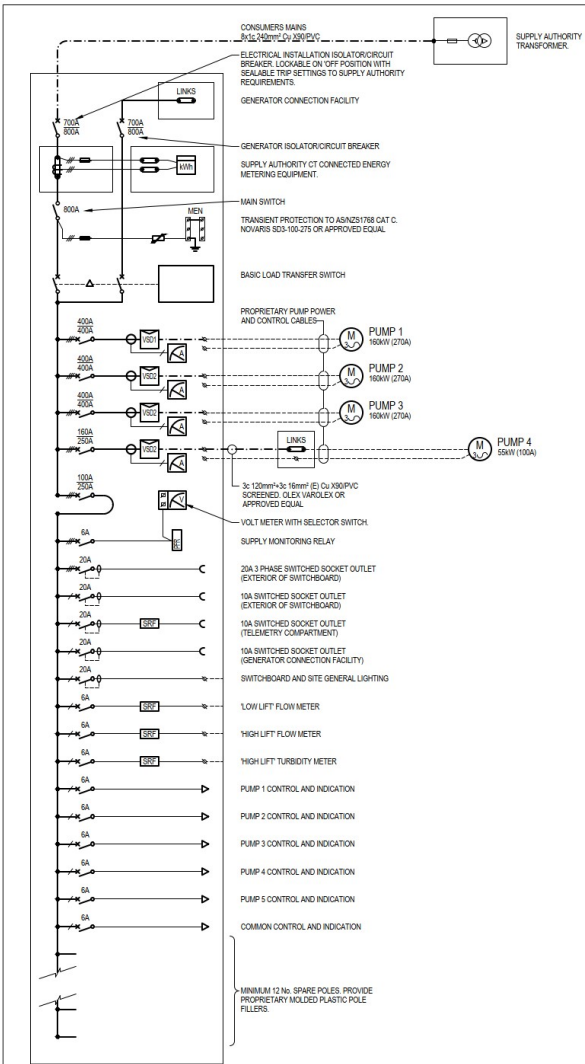 CONSUMERS MAINS
8x1c 240mm² Cu X90/PVC
SUPPLY AUTHORITY
TRANSFORMER.
ELECTRICAL INSTALLATION ISOLATOR/CIRCUIT
BREAKER. LOCKABLE ON 'OFF POSITION WITH
SEALABLE TRIP SETTINGS TO SUPPLY AUTHORITY
REQUIREMENTS.
LINKS
GENERATOR CONNECTION FACILITY
700A
800A
700A
800A
GENERATOR ISOLATOR/CIRCUIT BREAKER
kWh
SUPPLY AUTHORITY CT CONNECTED ENERGY
METERING EQUIPMENT.
800A
MAIN SWITCH
MEN
TRANSIENT PROTECTION TO AS/NZS1768 CAT C.
NOVARIS SD3-100-275 OR APPROVED EQUAL
BASIC LOAD TRANSFER SWITCH
PROPRIETARY PUMP POWER
AND CONTROL CABLES
400A
400A
VSD1
A
M
3
PUMP 1
160kW (270A)
400A
400A
VSD2
A
M
3
PUMP 2
160kW (270A)
400A
400A
VSD2
A
M
3
PUMP 3
160kW (270A)
160A
250A
VSD2
A
LINKS
M
3
PUMP 4
55kW (100A)
3c 120mm²+3c 16mm² (E) Cu X90/PVC
SCREENED. OLEX VAROLEX OR
APPROVED EQUAL
100A
250A
V
VOLT METER WITH SELECTOR SWITCH.
6A
SUPPLY MONITORING RELAY
20A
20A 3 PHASE SWITCHED SOCKET OUTLET
(EXTERIOR OF SWITCHBOARD)
20A
10A SWITCHED SOCKET OUTLET
(EXTERIOR OF SWITCHBOARD)
20A
SRF
10A SWITCHED SOCKET OUTLET
(TELEMETRY COMPARTMENT)
20A
10A SWITCHED SOCKET OUTLET
(GENERATOR CONNECTION FACILITY)
20A
SWITCHBOARD AND SITE GENERAL LIGHTING
6A
SRF
'LOW LIFT' FLOW METER
6A
SRF
'HIGH LIFT' FLOW METER
6A
SRF
'HIGH LIFT' TURBIDITY METER
6A
PUMP 1 CONTROL AND INDICATION
6A
PUMP 2 CONTROL AND INDICATION
6A
PUMP 3 CONTROL AND INDICATION
6A
PUMP 4 CONTROL AND INDICATION
6A
PUMP 5 CONTROL AND INDICATION
6A
COMMON CONTROL AND INDICATION
MINIMUM 12 No. SPARE POLES. PROVIDE
PROPRIETARY MOLDED PLASTIC POLE
FILLERS.